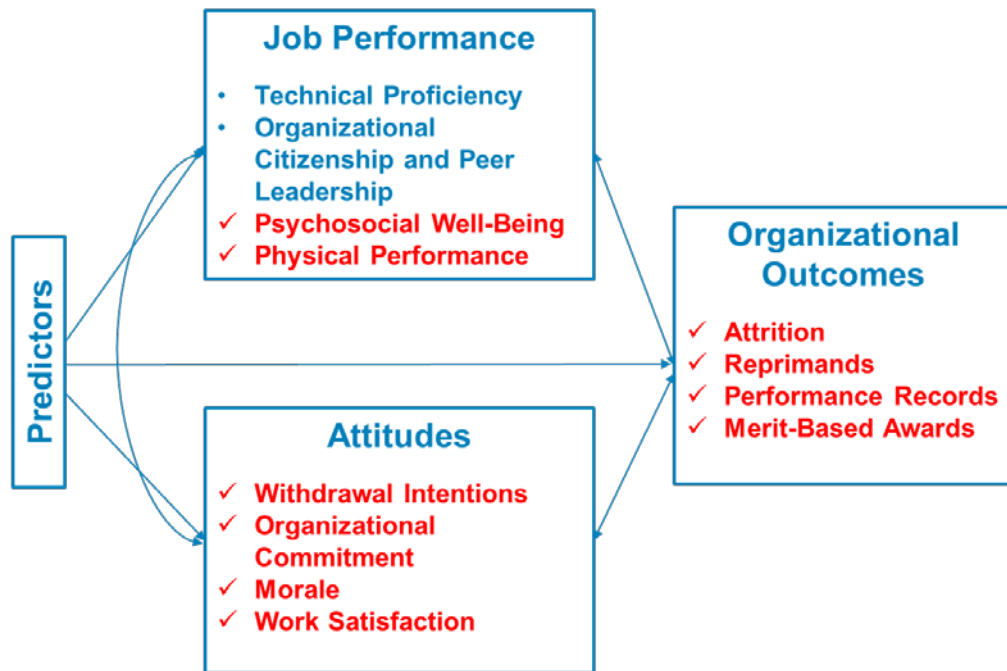 Predictors
Job Performance
• Technical Proficiency
• Organizational
Citizenship and Peer
Leadership
✓ Psychosocial Well-Being
✓ Physical Performance
Attitudes
✓ Withdrawal Intentions
✓ Organizational
Commitment
✓ Morale
✓ Work Satisfaction
Organizational
Outcomes
✓ Attrition
✓ Reprimands
✓ Performance Records
✓ Merit-Based Awards